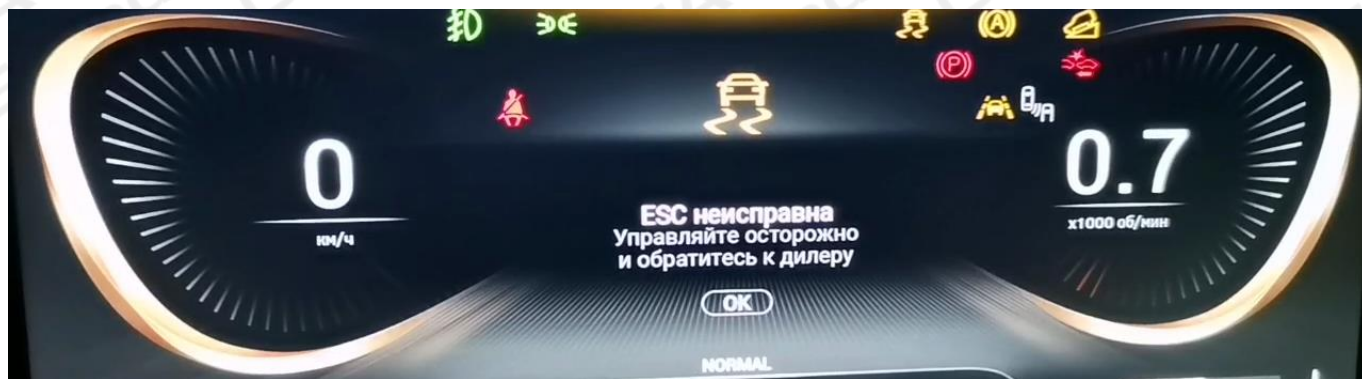 0
км/ч
ESC неисправна
Управляйте осторожно
и обратитесь к дилеру
OK
NORMAL
0.7
x1000 об/мин